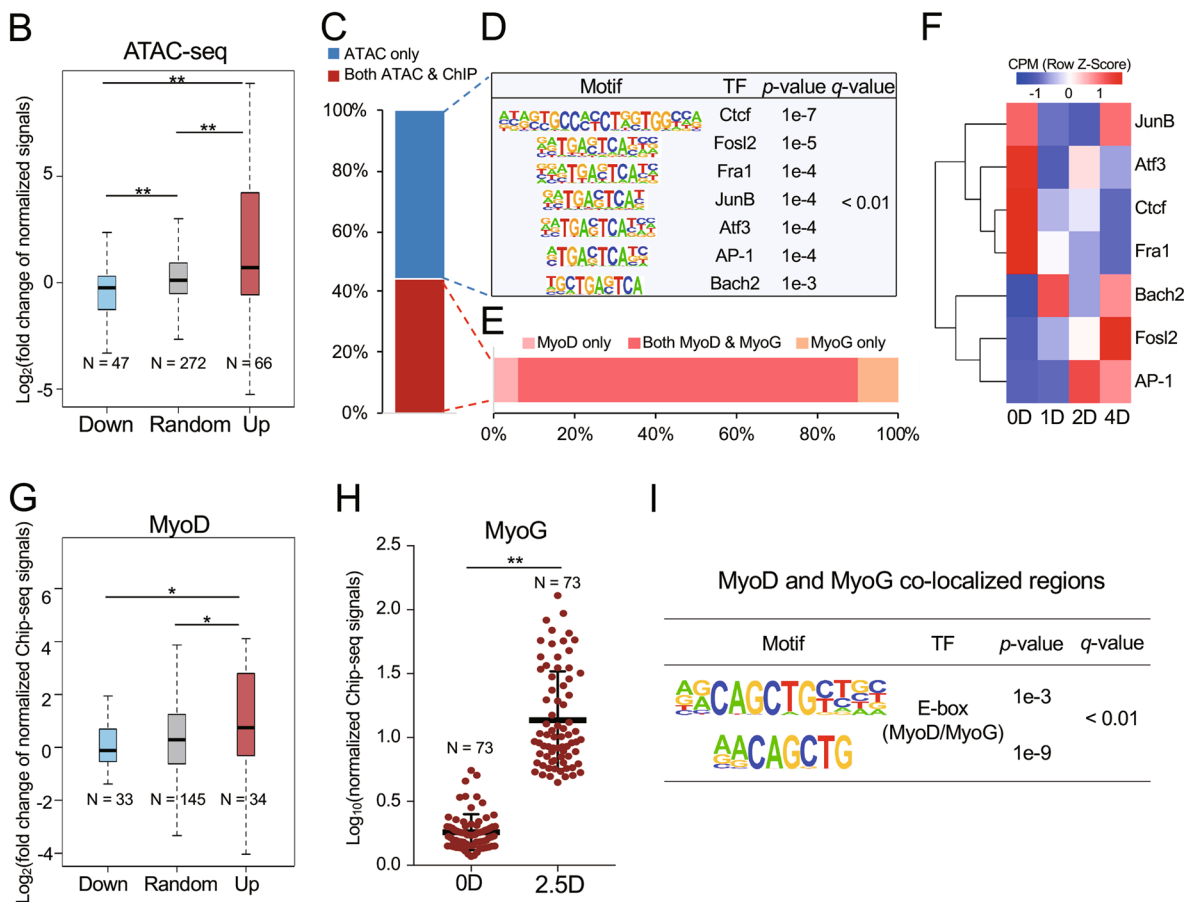 B
ATAC-seq
Log2(fold change of normalized signals)
5
0
-5
**
**
**
N = 47
N = 272
N = 66
Down
Random
Up
C
ATAC only
Both ATAC & ChIP
100%
80%
60%
40%
20%
0%
D
Motif TF p-value q-value
Ctcf 1e-7
Fosl2 1e-5
Fra1 1e-4
JunB 1e-4
< 0.01
Atf3 1e-4
AP-1 1e-4
Bach2 1e-3
E
MyoD only
Both MyoD & MyoG
MyoG only
0% 20% 40% 60% 80% 100%
F
CPM (Row Z-Score)
-1 0 1
JunB
Atf3
Ctcf
Fra1
Bach2
Fosl2
AP-1
0D 1D 2D 4D
G
MyoD
Log2(fold change of normalized Chip-seq signals)
6
4
2
0
-2
-4
*
*
N = 33
N = 145
N = 34
Down
Random
Up
H
MyoG
Log10(normalized Chip-seq signals)
2.5
2.0
1.5
1.0
0.5
0.0
**
N = 73
N = 73
0D
2.5D
I
MyoD and MyoG co-localized regions
Motif TF p-value q-value
CAGCTG
E-box
(MyoD/MyoG)
1e-3
< 0.01
CAGCTG
1e-9